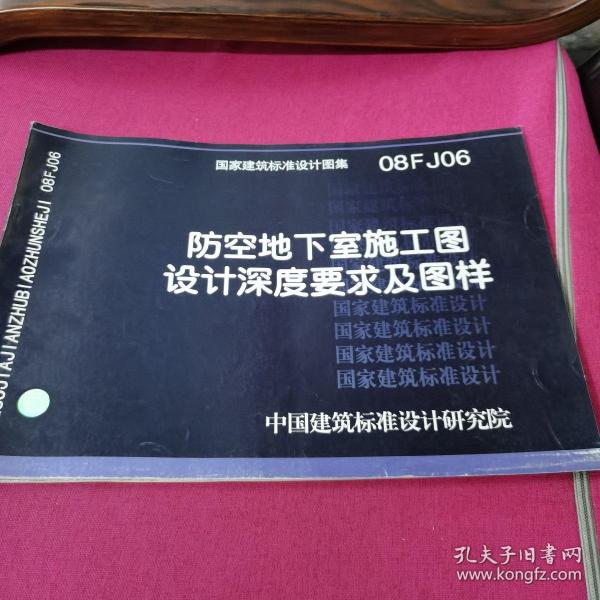 国家建筑标准设计图集 08FJ06
防空地下室施工图
设计深度要求及图样
国家建筑标准设计
国家建筑标准设计
国家建筑标准设计
国家建筑标准设计
中国建筑标准设计研究院
JIAJIANZHUBIAOZHUNSHEJI 08FJ06
孔夫子旧书网
www.kongfz.com